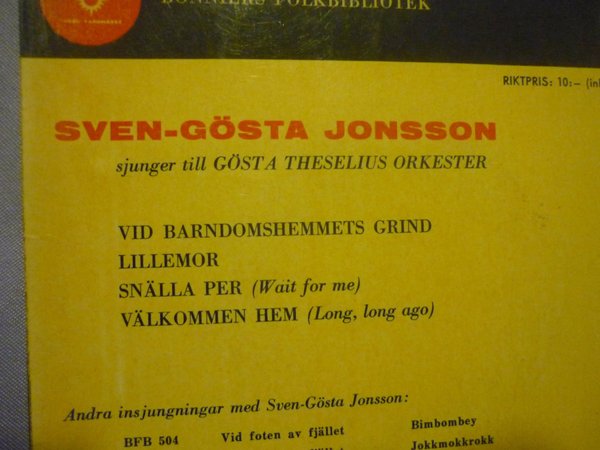 BONNIERS FOLKBIBLIOTEK
RIKTPRIS: 10:— (inl
SVEN-GÖSTA JONSSON
sjunger till GÖSTA THESELIUS ORKESTER
VID BARNDOMSHEMMETS GRIND
LILLEMOR
SNÄLLA PER (Wait for me)
VÄLKOMMEN HEM (Long, long ago)
Andra insjungningar med Sven-Gösta Jonsson:
BFB 504 Vid foten av fjället Bimbombey
Jokkmokkrokk